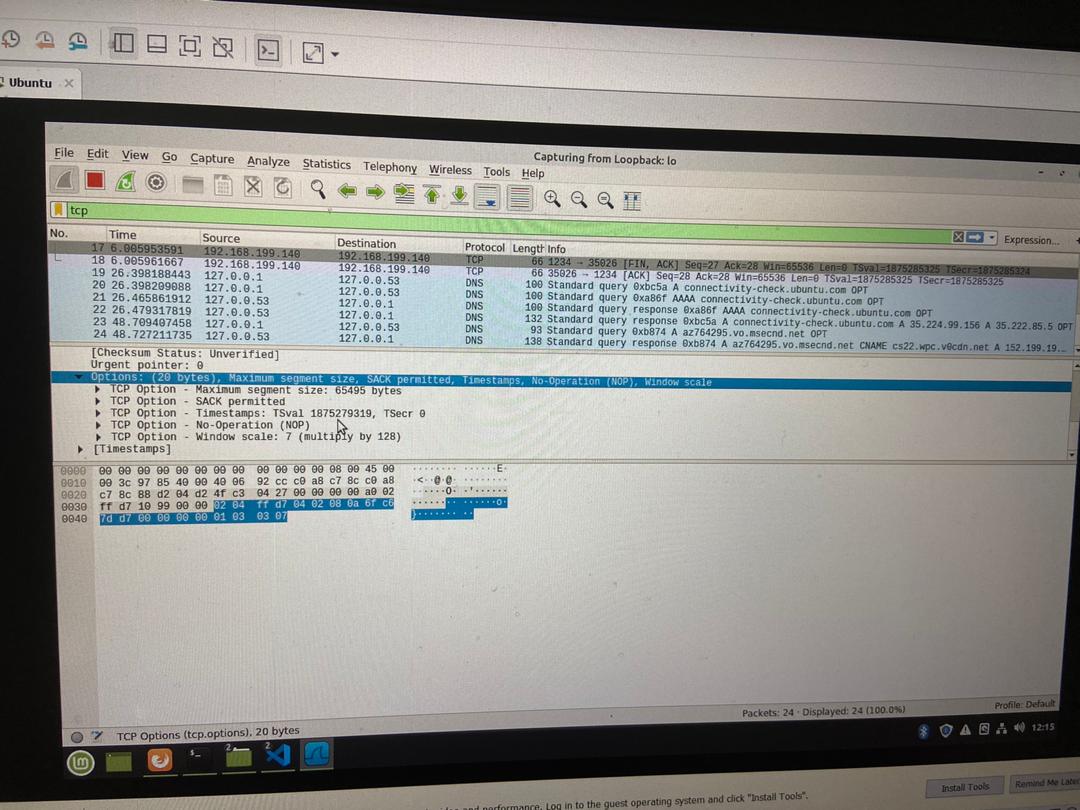 Ubuntu
File Edit View Go Capture Analyze Statistics Telephony Wireless Tools Help
Capturing from Loopback: lo
tcp
Expression...
No. Time Source Destination Protocol Length Info
17 6.005953591 192.168.199.140 192.168.199.140 TCP 66 1234 → 35026 [FIN, ACK] Seq=27 Ack=28 Win=65536 Len=0 TSval=1875285325 TSecr=1875285324
18 6.005961667 192.168.199.140 192.168.199.140 TCP 66 35026 → 1234 [ACK] Seq=28 Ack=28 Win=65536 Len=0 TSval=1875285325 TSecr=1875285325
19 26.398188443 127.0.0.1 127.0.0.53 DNS 100 Standard query 0xbc5a A connectivity-check.ubuntu.com OPT
20 26.398209088 127.0.0.1 127.0.0.53 DNS 100 Standard query 0xa86f AAAA connectivity-check.ubuntu.com OPT
21 26.465861912 127.0.0.53 127.0.0.1 DNS 100 Standard query response 0xa86f AAAA connectivity-check.ubuntu.com OPT
22 26.479317819 127.0.0.53 127.0.0.1 DNS 132 Standard query response 0xbc5a A connectivity-check.ubuntu.com A 35.224.99.156 A 35.222.85.5 OPT
23 48.709407458 127.0.0.1 127.0.0.53 DNS 93 Standard query 0xb874 A az764295.vo.msecnd.net OPT
24 48.727211735 127.0.0.53 127.0.0.1 DNS 138 Standard query response 0xb874 A az764295.vo.msecnd.net CNAME cs22.wpc.v0cdn.net A 152.199.19...
[Checksum Status: Unverified]
Urgent pointer: 0
Options: (20 bytes), Maximum segment size, SACK permitted, Timestamps, No-Operation (NOP), Window scale
TCP Option - Maximum segment size: 65495 bytes
TCP Option - SACK permitted
TCP Option - Timestamps: TSval 1875279319, TSecr 0
TCP Option - No-Operation (NOP)
TCP Option - Window scale: 7 (multiply by 128)
[Timestamps]
0000 00 00 00 00 00 00 00 00 00 00 00 00 08 00 45 00 ········ ······E·
0010 00 3c 97 85 40 00 40 06 92 cc c0 a8 c7 8c c0 a8 ·<··@·@· ········
0020 c7 8c 88 d2 04 d2 4f c3 04 27 00 00 00 00 a0 02 ······O· ·'······
0030 ff d7 10 99 00 00 02 04 ff d7 04 02 08 0a 6f c6 ········ ······o·
0040 7d d7 00 00 00 00 01 03 03 07 }······· ··
TCP Options (tcp.options), 20 bytes
Packets: 24 · Displayed: 24 (100.0%)
Profile: Default
12:15
and performance. Log in to the guest operating system and click "Install Tools".
Install Tools
Remind Me Later